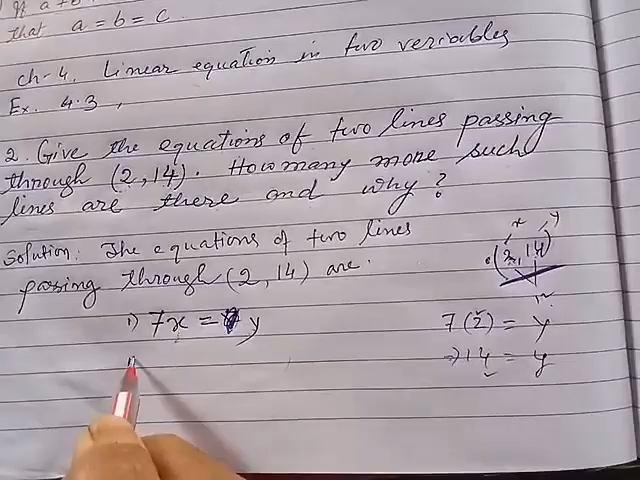 If a+b
that a = b = c
ch-4. Linear equation in two veriables
Ex. 4.3,
2. Give the equations of two lines passing
through (2, 14). How many more such
lines are there and why?
Solution: The equations of two lines
passing through (2, 14) are.
x y
(2, 14)
i) 7x = y
7(2) = y
⇒ 14 = y